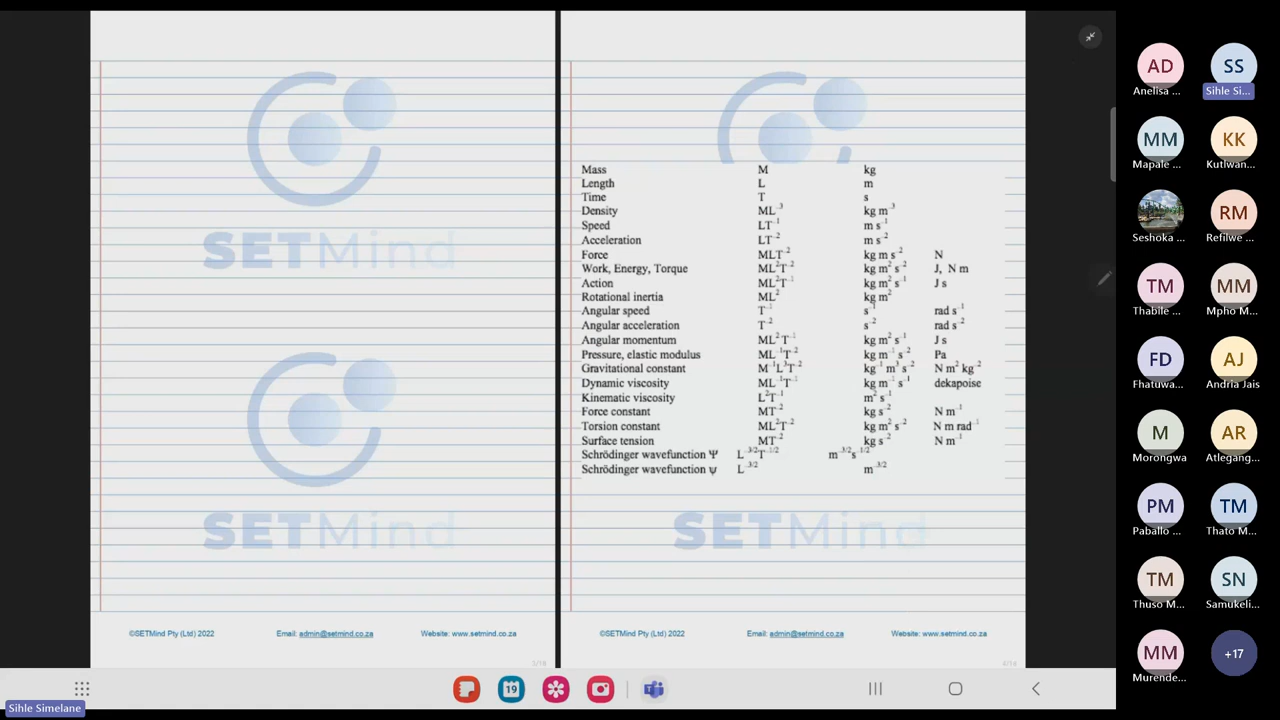 SETMind
SETMind
©SETMind Pty (Ltd) 2022 Email: admin@setmind.co.za Website: www.setmind.co.za
3/16
Mass M kg
Length L m
Time T s
Density ML⁻³ kg m⁻³
Speed LT⁻¹ m s⁻¹
Acceleration LT⁻² m s⁻²
Force MLT⁻² kg m s⁻² N
Work, Energy, Torque ML²T⁻² kg m² s⁻² J, N m
Action ML²T⁻¹ kg m² s⁻¹ J s
Rotational inertia ML² kg m²
Angular speed T⁻¹ s⁻¹ rad s⁻¹
Angular acceleration T⁻² s⁻² rad s⁻²
Angular momentum ML²T⁻¹ kg m² s⁻¹ J s
Pressure, elastic modulus ML⁻¹T⁻² kg m⁻¹ s⁻² Pa
Gravitational constant M⁻¹L³T⁻² kg⁻¹ m³ s⁻² N m² kg⁻²
Dynamic viscosity ML⁻¹T⁻¹ kg m⁻¹ s⁻¹ dekapoise
Kinematic viscosity L²T⁻¹ m² s⁻¹
Force constant MT⁻² kg s⁻² N m⁻¹
Torsion constant ML²T⁻² kg m² s⁻² N m rad⁻¹
Surface tension MT⁻² kg s⁻² N m⁻¹
Schrödinger wavefunction Ψ L⁻³ᐟ²T⁻¹ᐟ² m⁻³ᐟ²s⁻¹ᐟ²
Schrödinger wavefunction ψ L⁻³ᐟ² m⁻³ᐟ²
SETMind
©SETMind Pty (Ltd) 2022 Email: admin@setmind.co.za Website: www.setmind.co.za
4/16
AD SS
Anelisa ... Sihle Si...
MM KK
Mapale ... Kutlwan...
RM
Seshoka ... Refilwe ...
TM MM
Thabile ... Mpho M...
FD AJ
Fhatuwa... Andria Jais
M AR
Morongwa Atlegang...
PM TM
Paballo ... Thato M...
TM SN
Thuso M... Samukeli...
MM +17
Murende...
19
Sihle Simelane